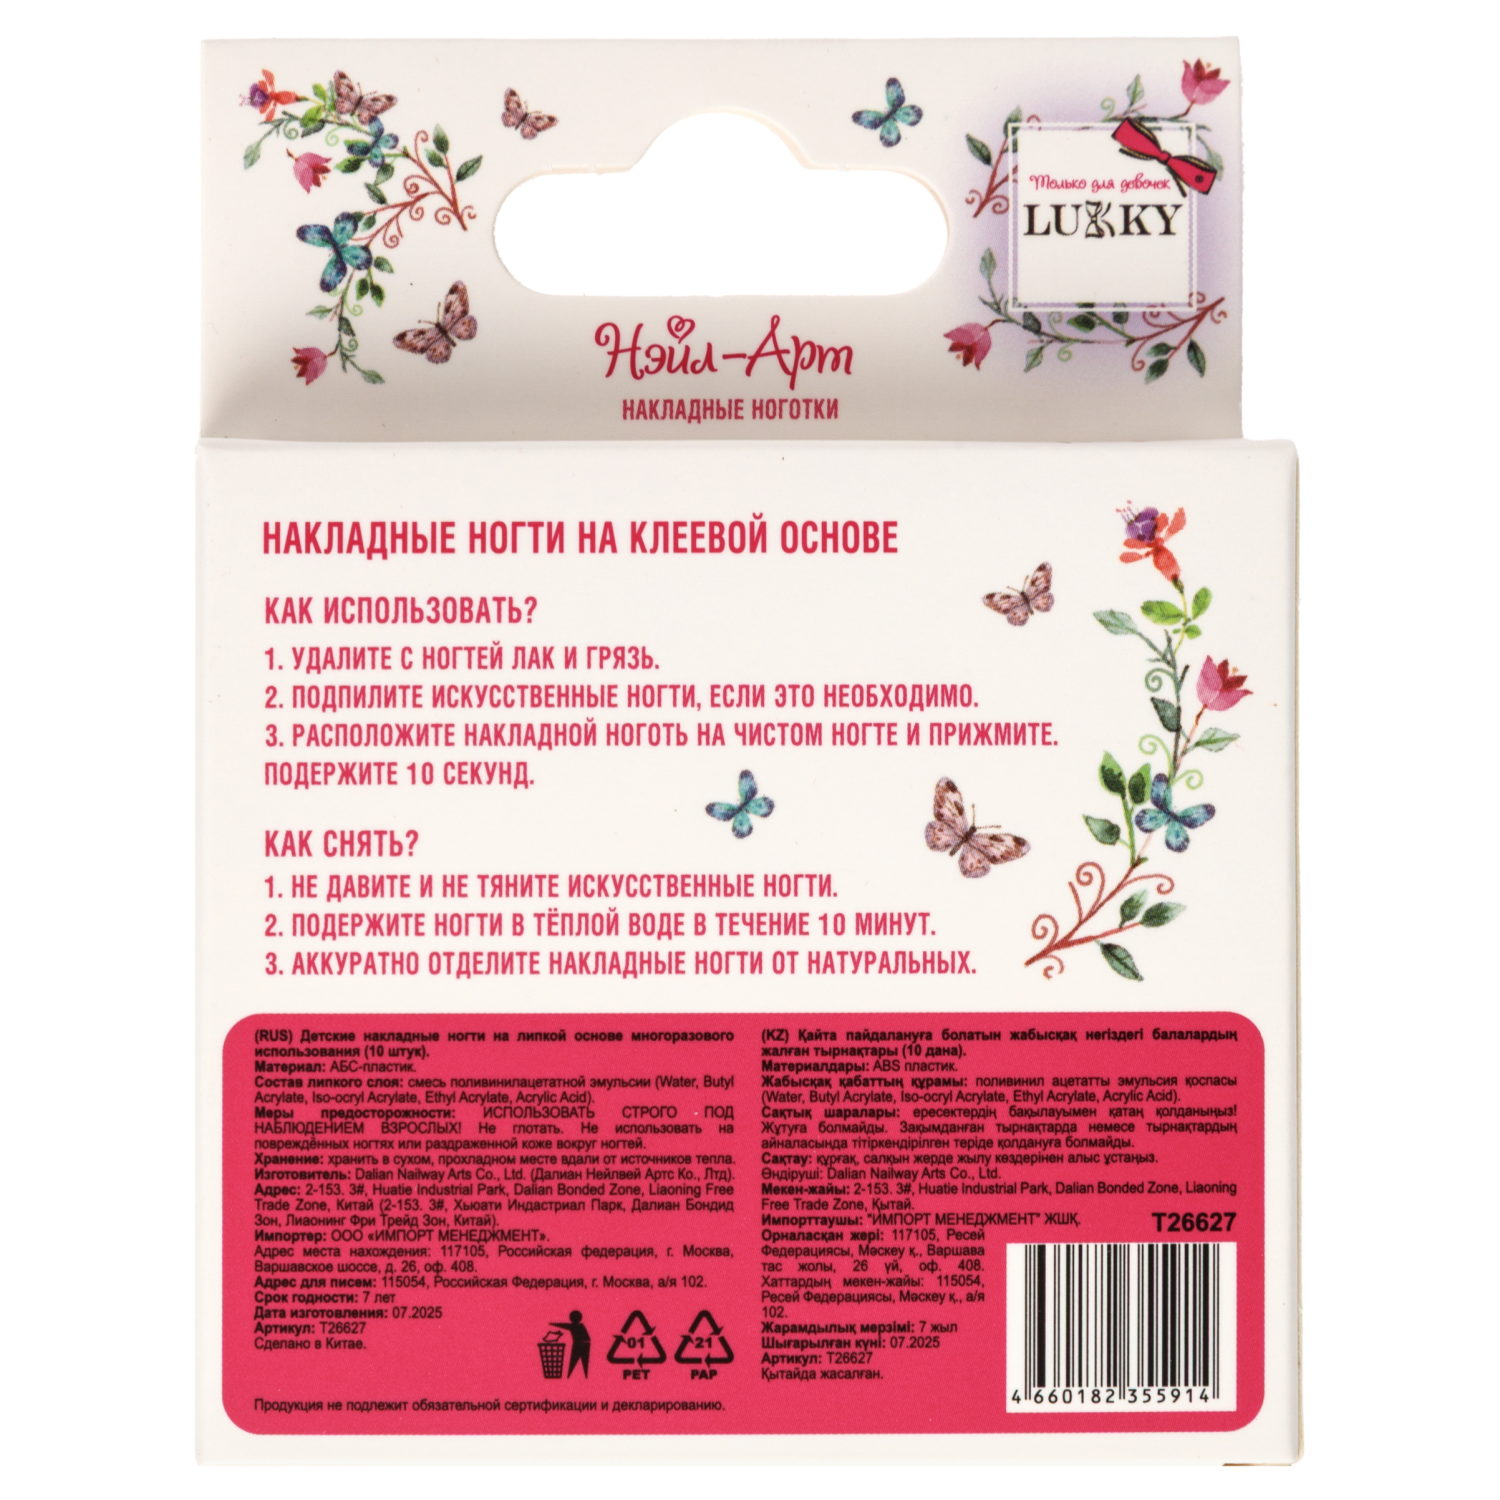 Только для девочек
LUKKY
Нэйл-Арт
НАКЛАДНЫЕ НОГОТКИ
НАКЛАДНЫЕ НОГТИ НА КЛЕЕВОЙ ОСНОВЕ
КАК ИСПОЛЬЗОВАТЬ?
1. УДАЛИТЕ С НОГТЕЙ ЛАК И ГРЯЗЬ.
2. ПОДПИЛИТЕ ИСКУССТВЕННЫЕ НОГТИ, ЕСЛИ ЭТО НЕОБХОДИМО.
3. РАСПОЛОЖИТЕ НАКЛАДНОЙ НОГОТЬ НА ЧИСТОМ НОГТЕ И ПРИЖМИТЕ.
ПОДЕРЖИТЕ 10 СЕКУНД.
КАК СНЯТЬ?
1. НЕ ДАВИТЕ И НЕ ТЯНИТЕ ИСКУССТВЕННЫЕ НОГТИ.
2. ПОДЕРЖИТЕ НОГТИ В ТЁПЛОЙ ВОДЕ В ТЕЧЕНИЕ 10 МИНУТ.
3. АККУРАТНО ОТДЕЛИТЕ НАКЛАДНЫЕ НОГТИ ОТ НАТУРАЛЬНЫХ.
(RUS) Детские накладные ногти на липкой основе многоразового
использования (10 штук).
Материал: АБС-пластик.
Состав липкого слоя: смесь поливинилацетатной эмульсии (Water, Butyl
Acrylate, Iso-ocryl Acrylate, Ethyl Acrylate, Acrylic Acid).
Меры предосторожности: ИСПОЛЬЗОВАТЬ СТРОГО ПОД
НАБЛЮДЕНИЕМ ВЗРОСЛЫХ! Не глотать. Не использовать на
повреждённых ногтях или раздраженной коже вокруг ногтей.
Хранение: хранить в сухом, прохладном месте вдали от источников тепла.
Изготовитель: Dalian Nailway Arts Co., Ltd. (Далиан Нейлвей Артс Ко., Лтд).
Адрес: 2-153. 3#, Huatie Industrial Park, Dalian Bonded Zone, Liaoning Free
Trade Zone, Китай (2-153. 3#, Хьюати Индастриал Парк, Далиан Бондид
Зон, Лиаонинг Фри Трейд Зон, Китай).
Импортер: ООО «ИМПОРТ МЕНЕДЖМЕНТ».
Адрес места нахождения: 117105, Российская федерация, г. Москва,
Варшавское шоссе, д. 26, оф. 408.
Адрес для писем: 115054, Российская Федерация, г. Москва, а/я 102.
Срок годности: 7 лет
Дата изготовления: 07.2025
Артикул: Т26627
Сделано в Китае.
01
PET
21
PAP
Продукция не подлежит обязательной сертификации и декларированию.
(KZ) Қайта пайдалануға болатын жабысқақ негіздегі балалардың
жалған тырнақтары (10 дана).
Материалдары: ABS пластик.
Жабысқақ қабаттың құрамы: поливинил ацетатты эмульсия қоспасы
(Water, Butyl Acrylate, Iso-ocryl Acrylate, Ethyl Acrylate, Acrylic Acid).
Сақтық шаралары: ересектердің бақылауымен қатаң қолданыңыз!
Жұтуға болмайды. Зақымданған тырнақтарда немесе тырнақтардың
айналасында тітіркендірілген теріде қолдануға болмайды.
Сақтау: құрғақ, салқын жерде жылу көздерінен алыс ұстаңыз.
Өндіруші: Dalian Nailway Arts Co., Ltd.
Мекен-жайы: 2-153. 3#, Huatie Industrial Park, Dalian Bonded Zone, Liaoning
Free Trade Zone, Қытай.
Импорттаушы: "ИМПОРТ МЕНЕДЖМЕНТ" ЖШҚ.
Орналасқан жері: 117105, Ресей
Федерациясы, Мәскеу қ., Варшава
тас жолы, 26 үй, оф. 408.
Хаттардың мекен-жайы: 115054,
Ресей Федерациясы, Мәскеу қ., а/я
102.
Жарамдылық мерзімі: 7 жыл
Шығарылған күні: 07.2025
Артикул: Т26627
Қытайда жасалған.
T26627
4 660182 355914